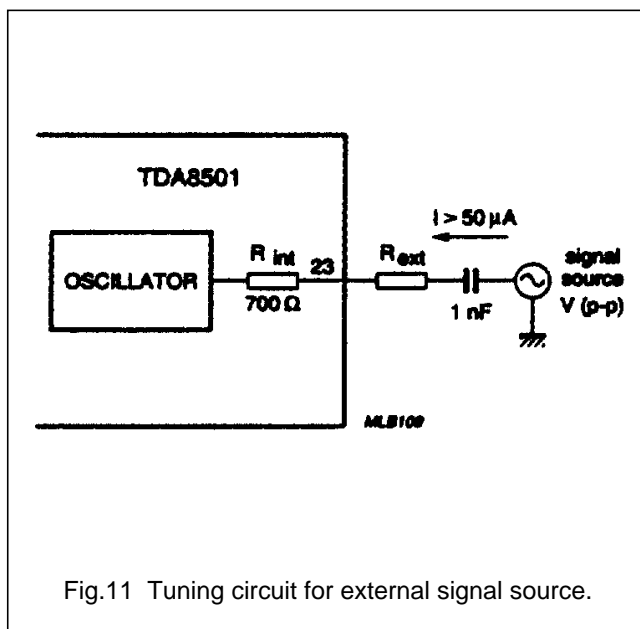 TDA8501
I > 50 µA
R int
23
R ext
signal
source
V (p-p)
OSCILLATOR
700 Ω
1 nF
MLB109
Fig.11 Tuning circuit for external signal source.